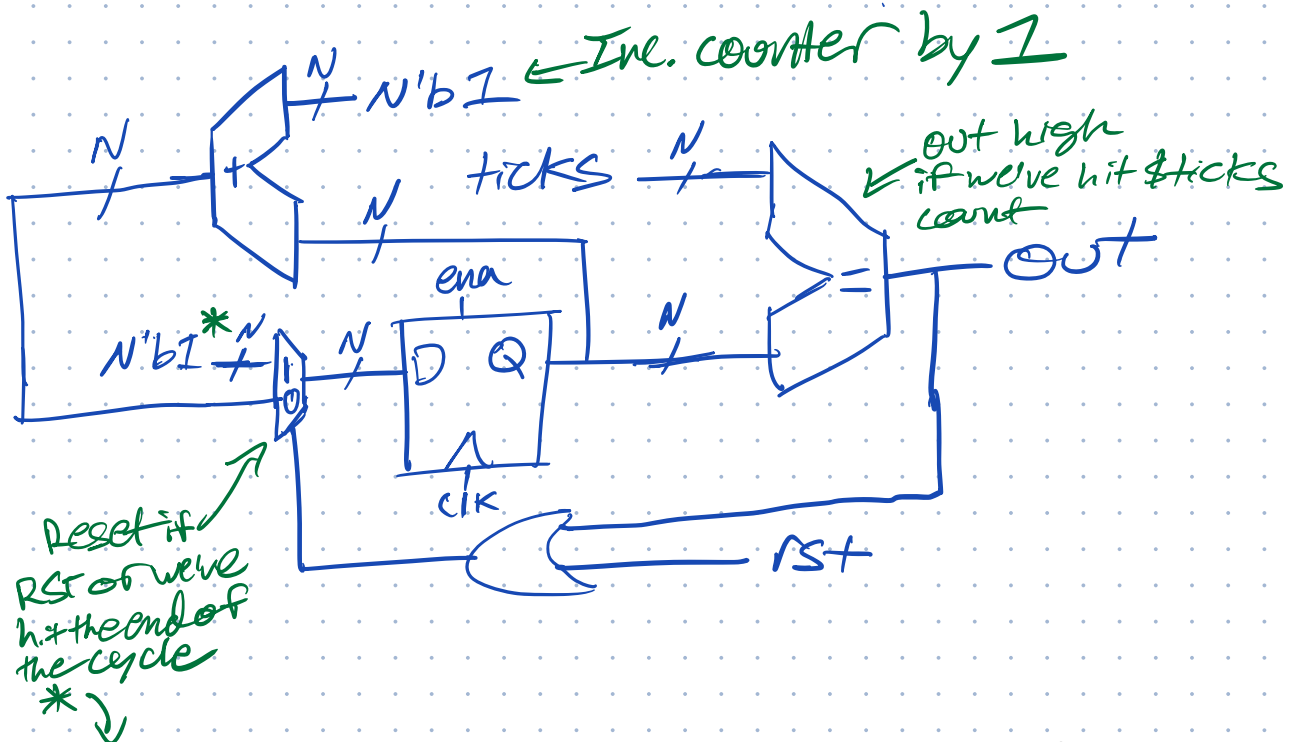 ← Inc. counter by 1
N
N'b1
N
+
ticks
N
out high
if we've hit $ticks
count
N
ena
=
out
N'b1
*
N
1
0
N
D
Q
N
clk
rst
Reset if
RST or we've
hit the end of
the cycle
*